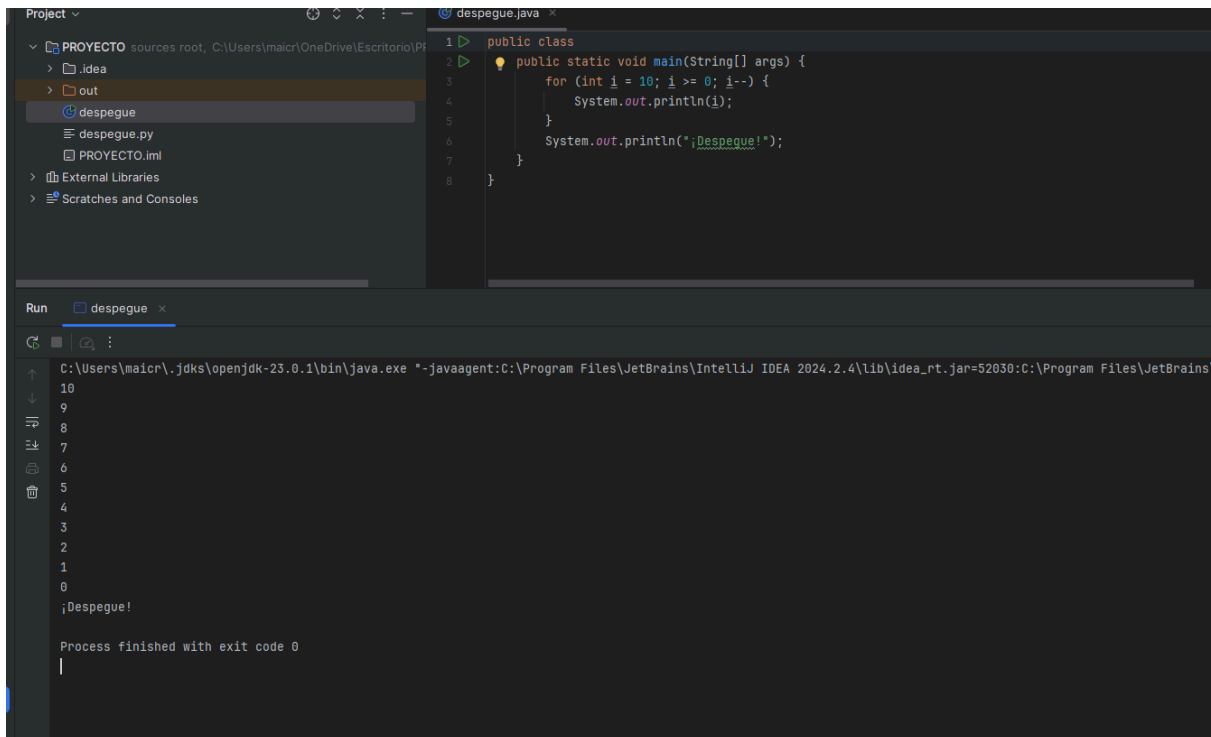 Project
PROYECTO sources root, C:\Users\maicr\OneDrive\Escritorio\PR
.idea
out
despegue
despegue.py
PROYECTO.iml
External Libraries
Scratches and Consoles
despegue.java
1 public class
2 public static void main(String[] args) {
3 for (int i = 10; i >= 0; i--) {
4 System.out.println(i);
5 }
6 System.out.println("¡Despegue!");
7 }
8 }
Run despegue
C:\Users\maicr\.jdks\openjdk-23.0.1\bin\java.exe "-javaagent:C:\Program Files\JetBrains\IntelliJ IDEA 2024.2.4\lib\idea_rt.jar=52030:C:\Program Files\JetBrains\
10
9
8
7
6
5
4
3
2
1
0
¡Despegue!
Process finished with exit code 0